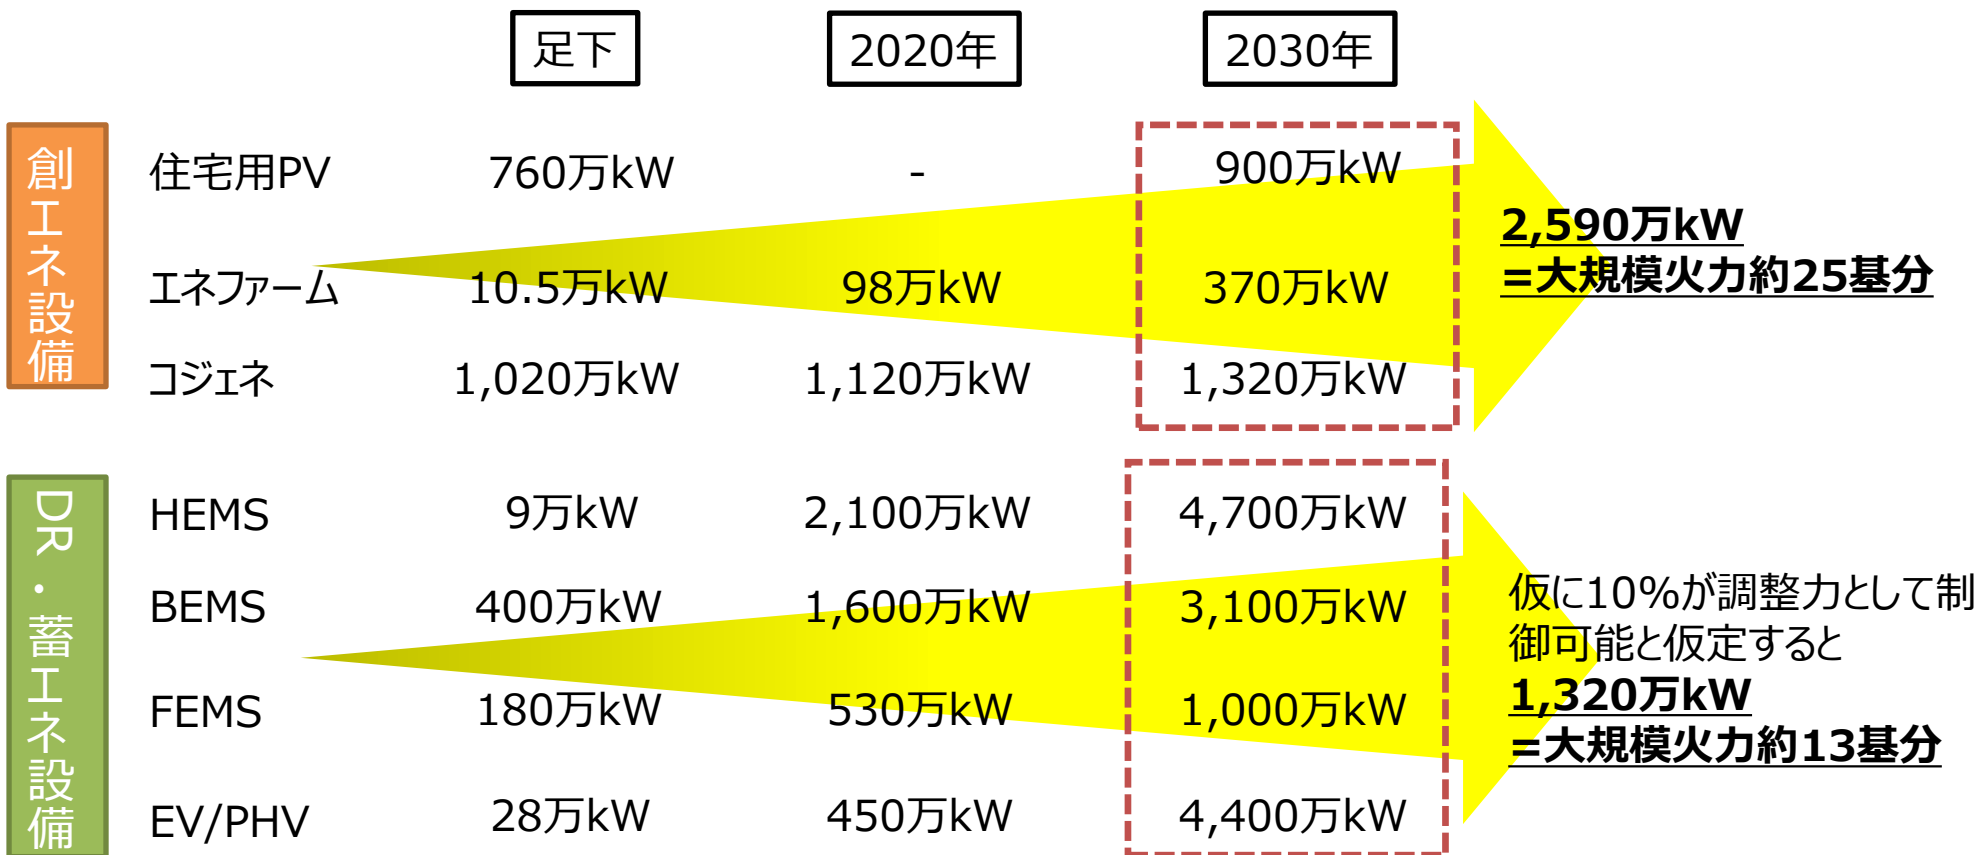 足下 2020年 2030年
創エネ設備
住宅用PV 760万kW - 900万kW
エネファーム 10.5万kW 98万kW 370万kW
コジェネ 1,020万kW 1,120万kW 1,320万kW
2,590万kW
=大規模火力約25基分
DR・蓄エネ設備
HEMS 9万kW 2,100万kW 4,700万kW
BEMS 400万kW 1,600万kW 3,100万kW
FEMS 180万kW 530万kW 1,000万kW
EV/PHV 28万kW 450万kW 4,400万kW
仮に10%が調整力として制
御可能と仮定すると
1,320万kW
=大規模火力約13基分